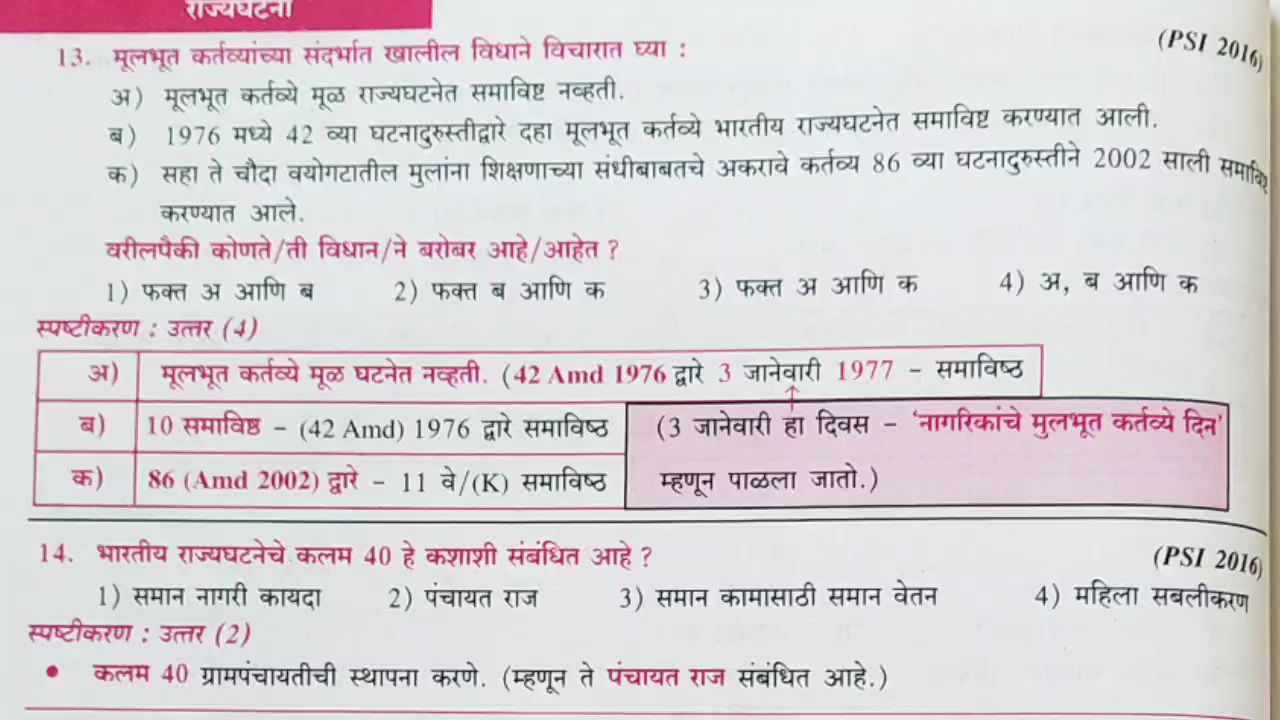 राज्यघटना
13. मूलभूत कर्तव्यांच्या संदर्भात खालील विधाने विचारात घ्या : (PSI 2016)
अ) मूलभूत कर्तव्ये मूळ राज्यघटनेत समाविष्ट नव्हती.
ब) 1976 मध्ये 42 व्या घटनादुरुस्तीद्वारे दहा मूलभूत कर्तव्ये भारतीय राज्यघटनेत समाविष्ट करण्यात आली.
क) सहा ते चौदा वयोगटातील मुलांना शिक्षणाच्या संधीबाबतचे अकरावे कर्तव्य 86 व्या घटनादुरुस्तीने 2002 साली समाविष्ट
करण्यात आले.
वरीलपैकी कोणते/ती विधान/ने बरोबर आहे/आहेत ?
1) फक्त अ आणि ब 2) फक्त ब आणि क 3) फक्त अ आणि क 4) अ, ब आणि क
स्पष्टीकरण : उत्तर (4)
अ) मूलभूत कर्तव्ये मूळ घटनेत नव्हती. (42 Amd 1976 द्वारे 3 जानेवारी 1977 – समाविष्ठ
ब) 10 समाविष्ठ – (42 Amd) 1976 द्वारे समाविष्ठ (3 जानेवारी हा दिवस – 'नागरिकांचे मुलभूत कर्तव्ये दिन'
क) 86 (Amd 2002) द्वारे – 11 वे/(K) समाविष्ठ म्हणून पाळला जातो.)
14. भारतीय राज्यघटनेचे कलम 40 हे कशाशी संबंधित आहे ? (PSI 2016)
1) समान नागरी कायदा 2) पंचायत राज 3) समान कामासाठी समान वेतन 4) महिला सबलीकरण
स्पष्टीकरण : उत्तर (2)
• कलम 40 ग्रामपंचायतीची स्थापना करणे. (म्हणून ते पंचायत राज संबंधित आहे.)